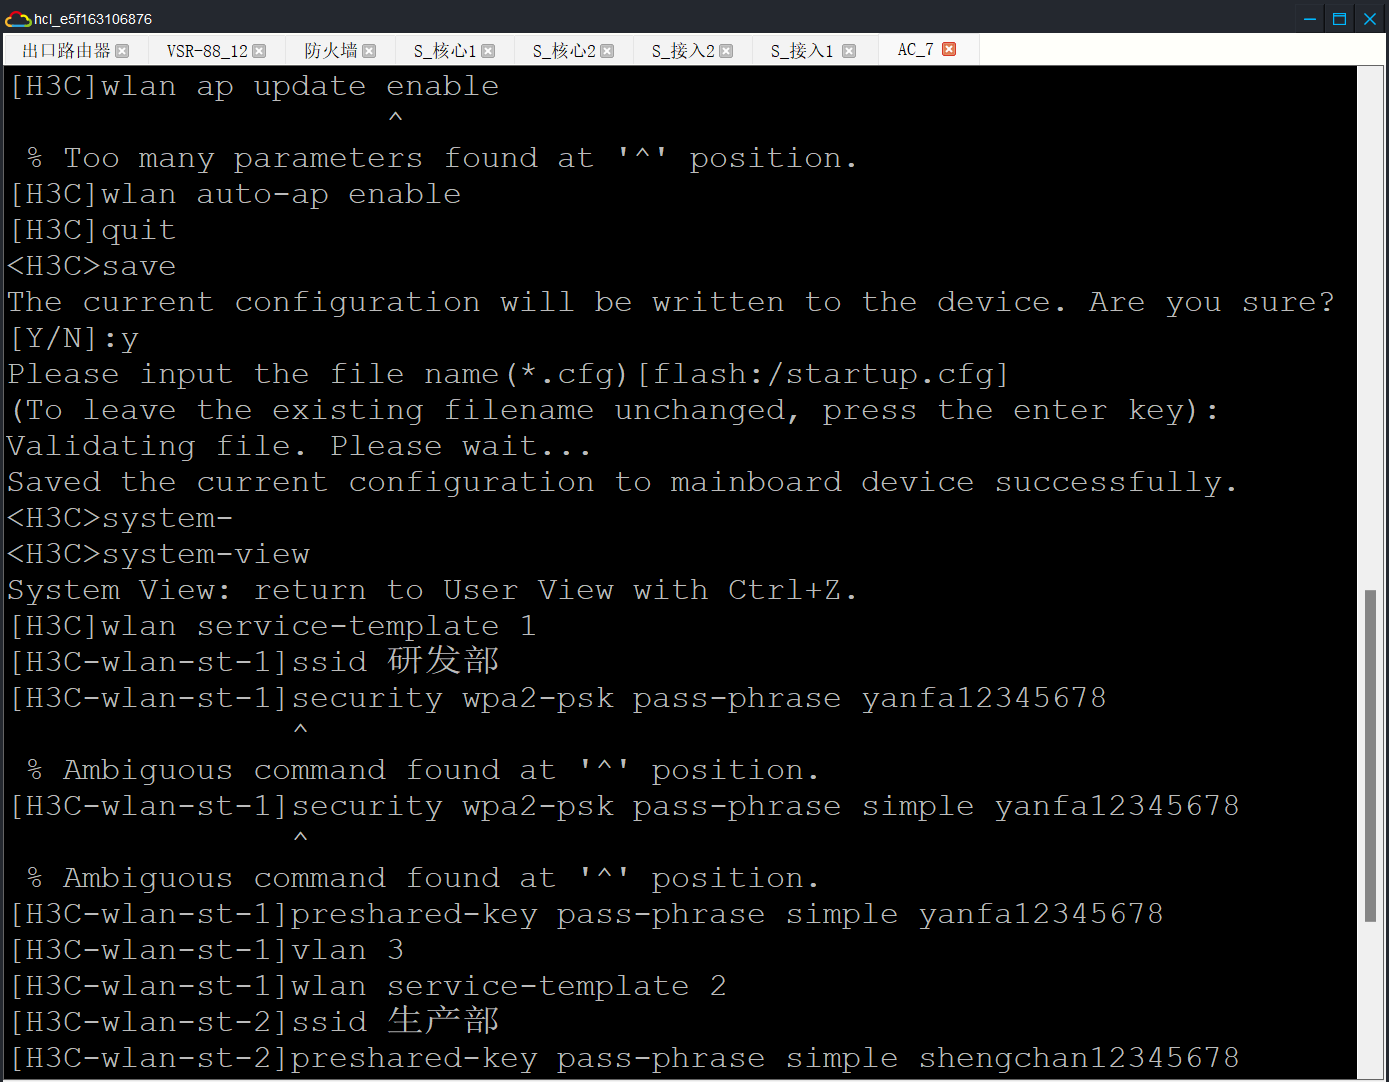 hcl_e5f163106876
出口路由器 VSR-88_12 防火墙 S_核心1 S_核心2 S_接入2 S_接入1 AC_7
[H3C]wlan ap update enable
^
% Too many parameters found at '^' position.
[H3C]wlan auto-ap enable
[H3C]quit
<H3C>save
The current configuration will be written to the device. Are you sure?
[Y/N]:y
Please input the file name(*.cfg)[flash:/startup.cfg]
(To leave the existing filename unchanged, press the enter key):
Validating file. Please wait...
Saved the current configuration to mainboard device successfully.
<H3C>system-
<H3C>system-view
System View: return to User View with Ctrl+Z.
[H3C]wlan service-template 1
[H3C-wlan-st-1]ssid 研发部
[H3C-wlan-st-1]security wpa2-psk pass-phrase yanfa12345678
^
% Ambiguous command found at '^' position.
[H3C-wlan-st-1]security wpa2-psk pass-phrase simple yanfa12345678
^
% Ambiguous command found at '^' position.
[H3C-wlan-st-1]preshared-key pass-phrase simple yanfa12345678
[H3C-wlan-st-1]vlan 3
[H3C-wlan-st-1]wlan service-template 2
[H3C-wlan-st-2]ssid 生产部
[H3C-wlan-st-2]preshared-key pass-phrase simple shengchan12345678